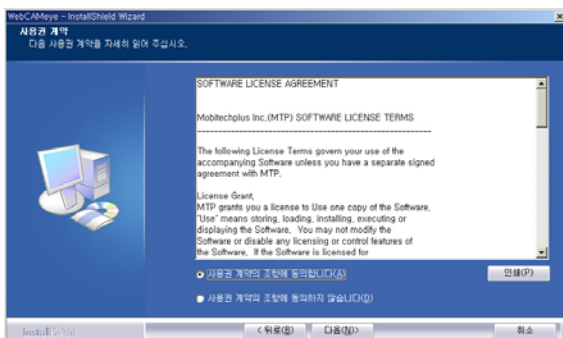 WebCAMeye - InstallShield Wizard
사용권 계약
다음 사용권 계약을 자세히 읽어 주십시오.
SOFTWARE LICENSE AGREEMENT
Mobitechplus Inc.(MTP) SOFTWARE LICENSE TERMS
------------------------------------------------------------
The following License Terms govern your use of the
accompanying Software unless you have a separate signed
agreement with MTP.
License Grant.
MTP grants you a license to Use one copy of the Software.
"Use" means storing, loading, installing, executing or
displaying the Software. You may not modify the
Software or disable any licensing or control features of
the Software. If the Software is licensed for
사용권 계약의 조항에 동의합니다(A)
인쇄(P)
사용권 계약의 조항에 동의하지 않습니다(D)
InstallShield
< 뒤로(B)
다음(N)>
취소